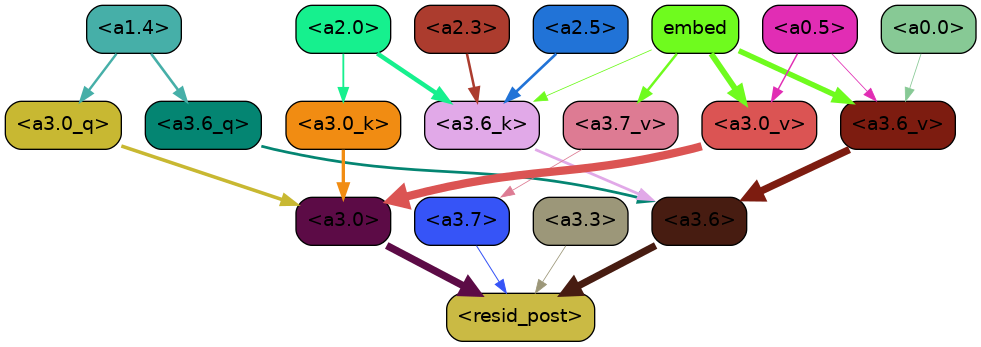 <a1.4> <a2.0> <a2.3> <a2.5> embed <a0.5> <a0.0>
<a3.0_q> <a3.6_q> <a3.0_k> <a3.6_k> <a3.7_v> <a3.0_v> <a3.6_v>
<a3.0> <a3.7> <a3.3> <a3.6>
<resid_post>